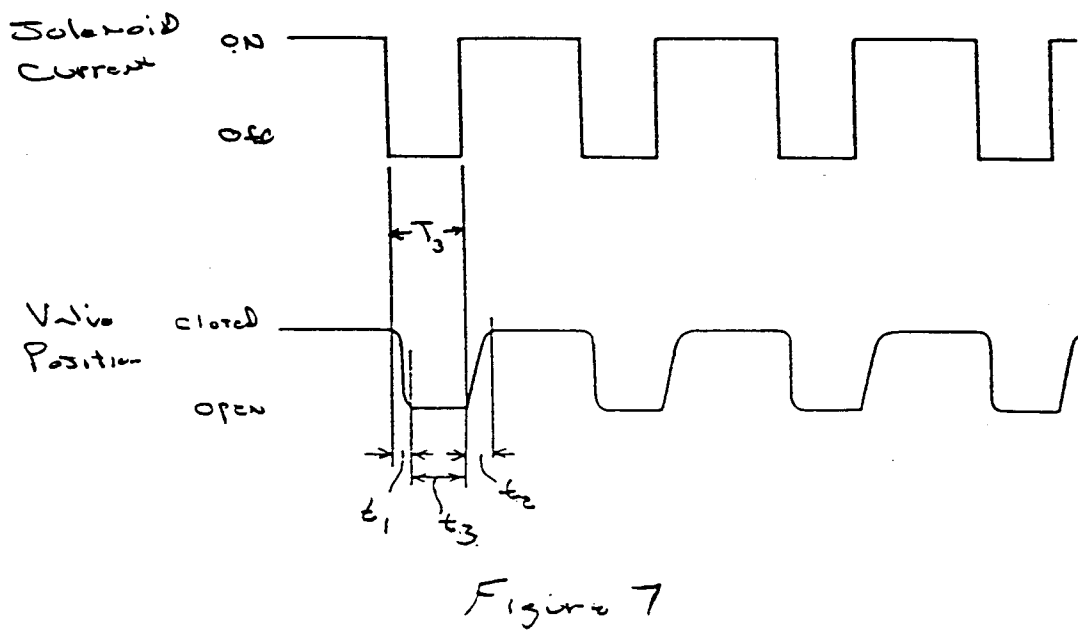 Solenoid
Current
ON
Off
T3
Valve
Position
closed
OPEN
t1
t3
t2
Figure 7